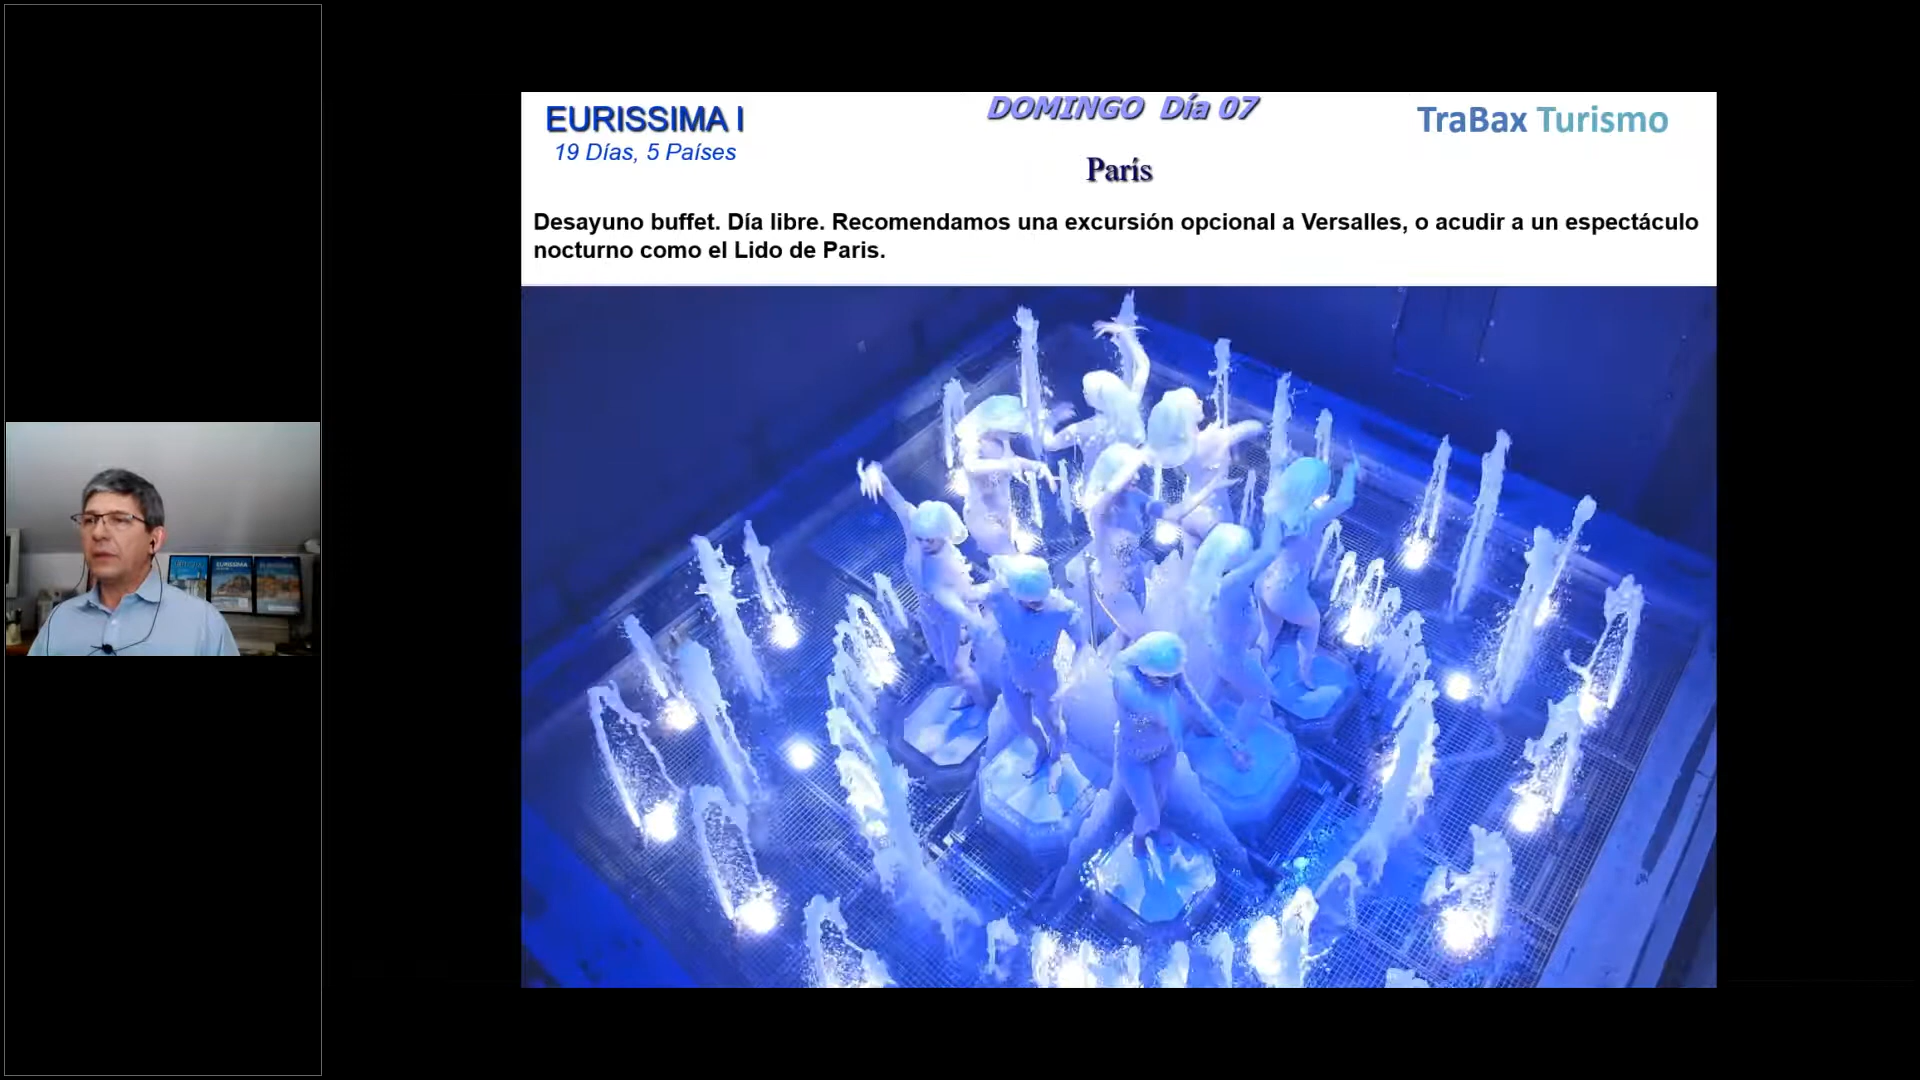 EURISSIMA I
19 Días, 5 Países
DOMINGO Día 07
TraBax Turismo
París
Desayuno buffet. Día libre. Recomendamos una excursión opcional a Versalles, o acudir a un espectáculo
nocturno como el Lido de Paris.
EURISSIMA